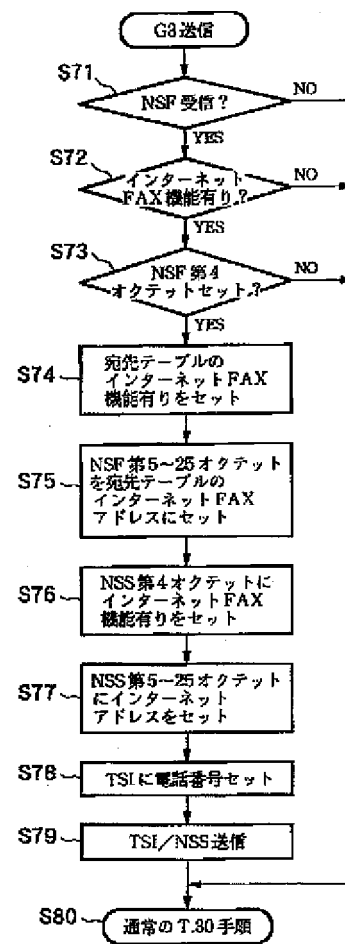 G3送信
S71
NSF受信？
NO
YES
S72
インターネット
FAX機能有り？
NO
YES
S73
NSF第4
オクテットセット？
NO
YES
S74
宛先テーブルの
インターネットFAX
機能有りをセット
S75
NSF第5〜25オクテット
を宛先テーブルの
インターネットFAX
アドレスにセット
S76
NSS第4オクテットに
インターネットFAX
機能有りをセット
S77
NSS第5〜25オクテット
にインターネット
アドレスをセット
S78
TSIに電話番号セット
S79
TSI／NSS送信
S80
通常のT.30手順